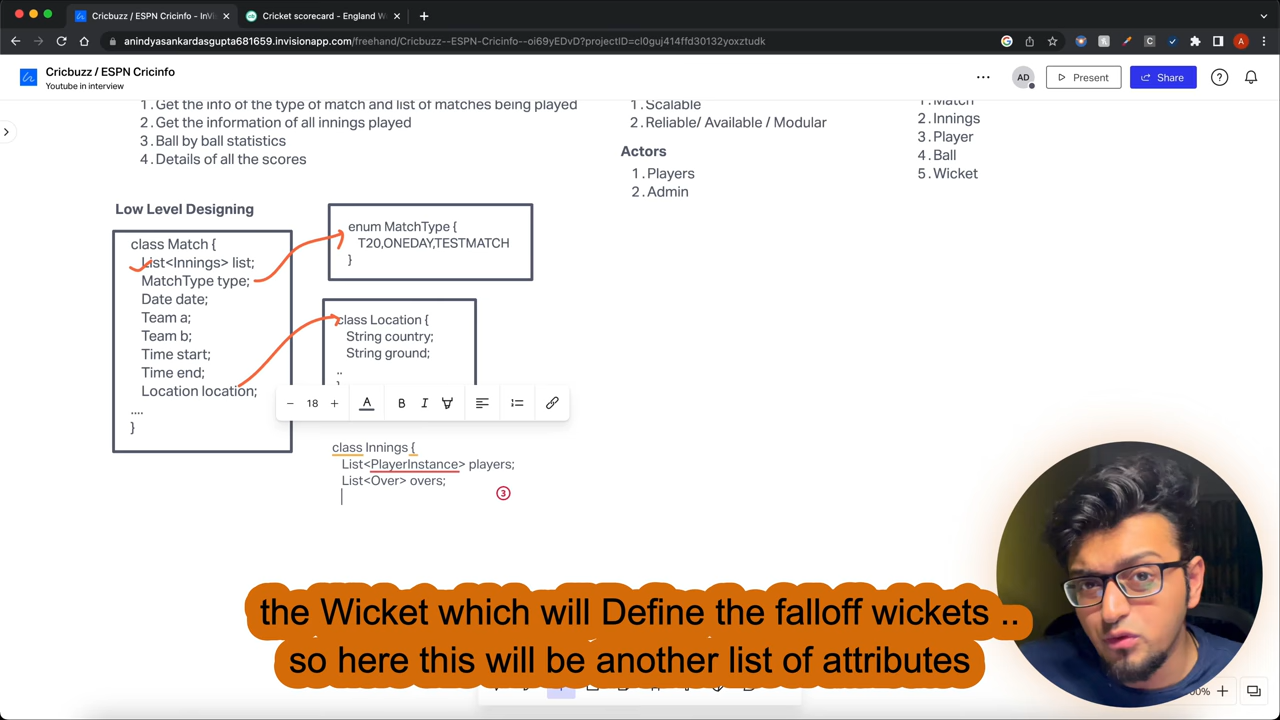 Cricbuzz / ESPN Cricinfo - InVi
Cricket scorecard - England W
anindyasankardasgupta681659.invisionapp.com/freehand/Cricbuzz--ESPN-Cricinfo--oi69yEDvD?projectID=cl0guj414ffd30132yoxztudk
A
Cricbuzz / ESPN Cricinfo
Youtube in interview
AD
Present
Share
1. Get the info of the type of match and list of matches being played
2. Get the information of all innings played
3. Ball by ball statistics
4. Details of all the scores
1. Scalable
2. Reliable/ Available / Modular
Actors
1. Players
2. Admin
1. Match
2. Innings
3. Player
4. Ball
5. Wicket
Low Level Designing
class Match {
List<Innings> list;
MatchType type;
Date date;
Team a;
Team b;
Time start;
Time end;
Location location;
....
}
enum MatchType {
T20,ONEDAY,TESTMATCH
}
class Location {
String country;
String ground;
..
}
18
A
B
I
class Innings {
List<PlayerInstance> players;
List<Over> overs;
3
the Wicket which will Define the falloff wickets ..
so here this will be another list of attributes